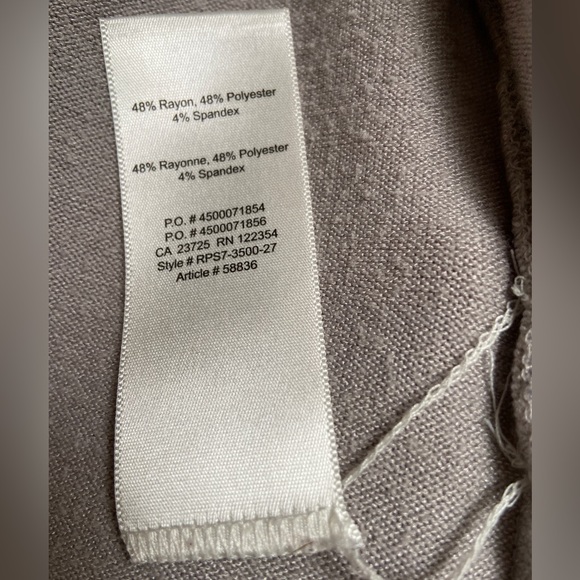 48% Rayon, 48% Polyester
4% Spandex
48% Rayonne, 48% Polyester
4% Spandex
P.O. # 4500071854
P.O. # 4500071856
CA 23725 RN 122354
Style # RPS7-3500-27
Article # 58836